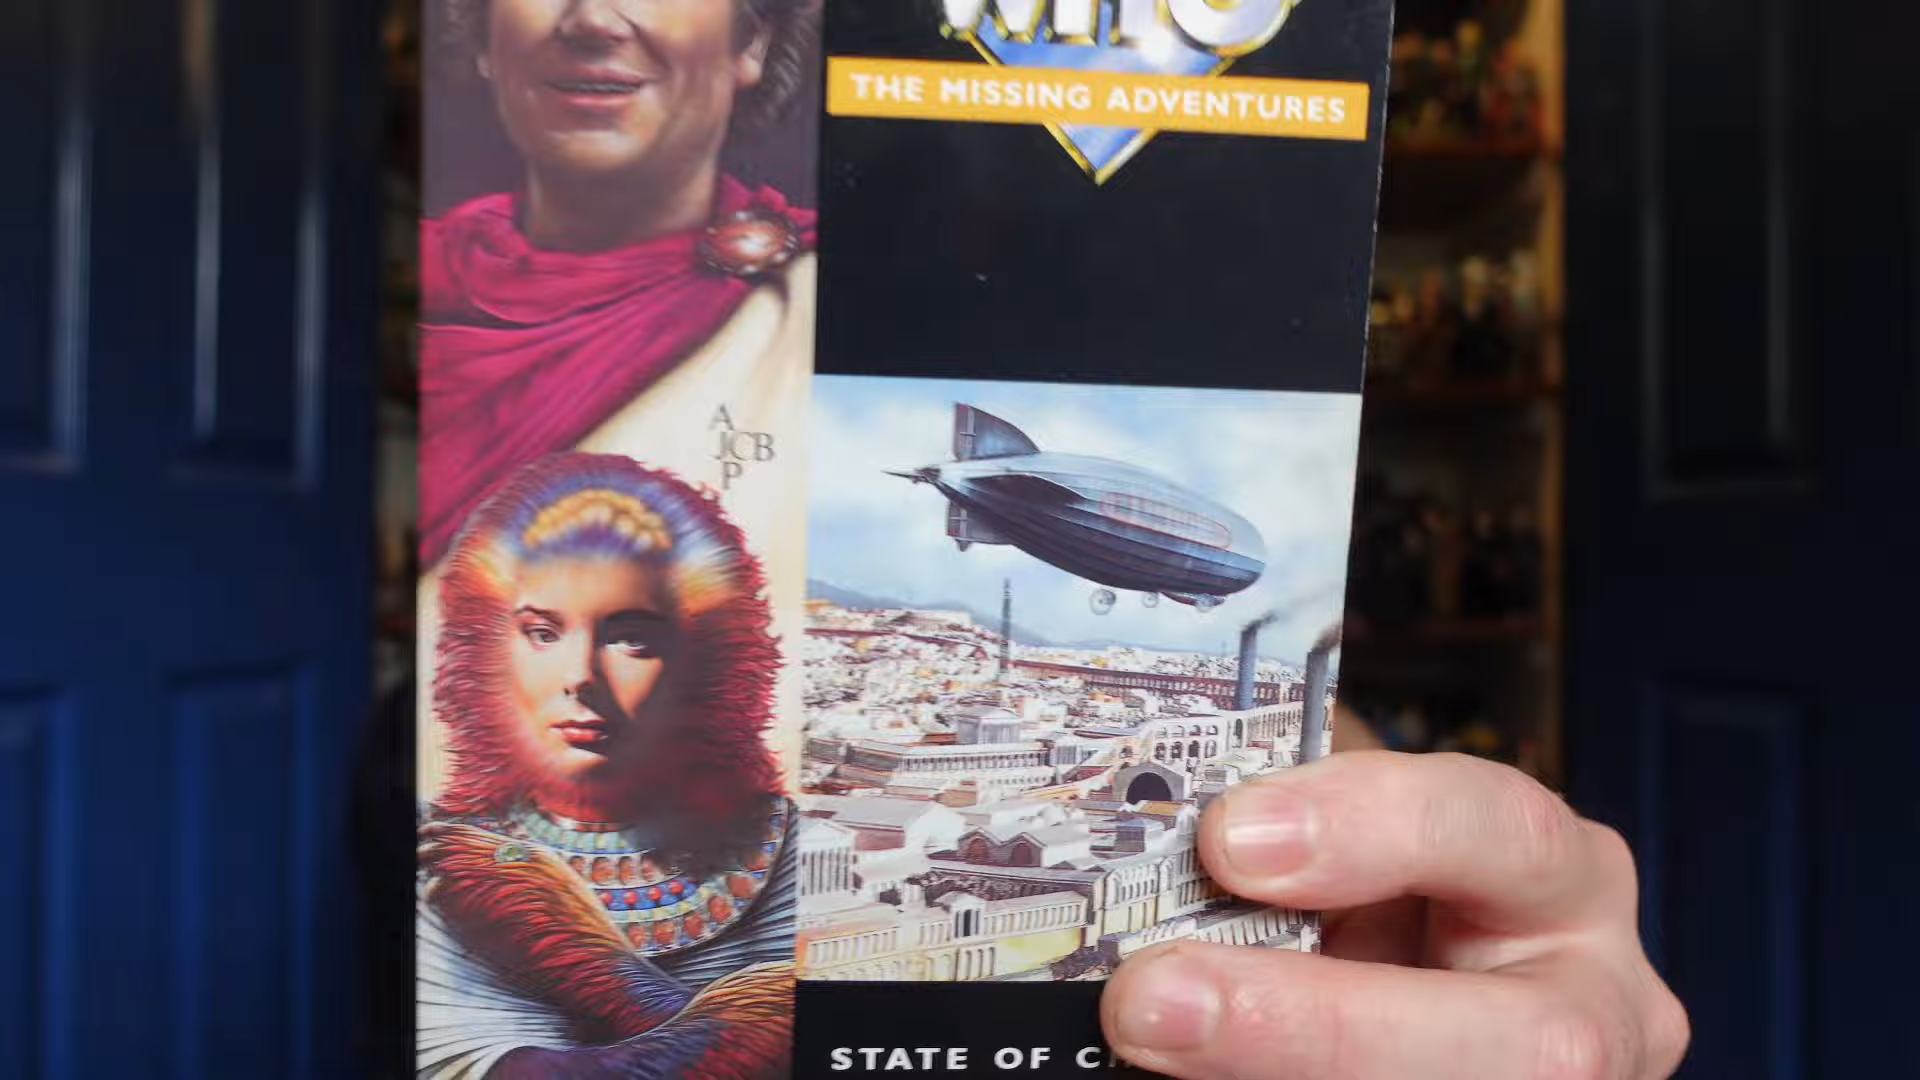 WHO
THE MISSING ADVENTURES
A
JCB
P
STATE OF C